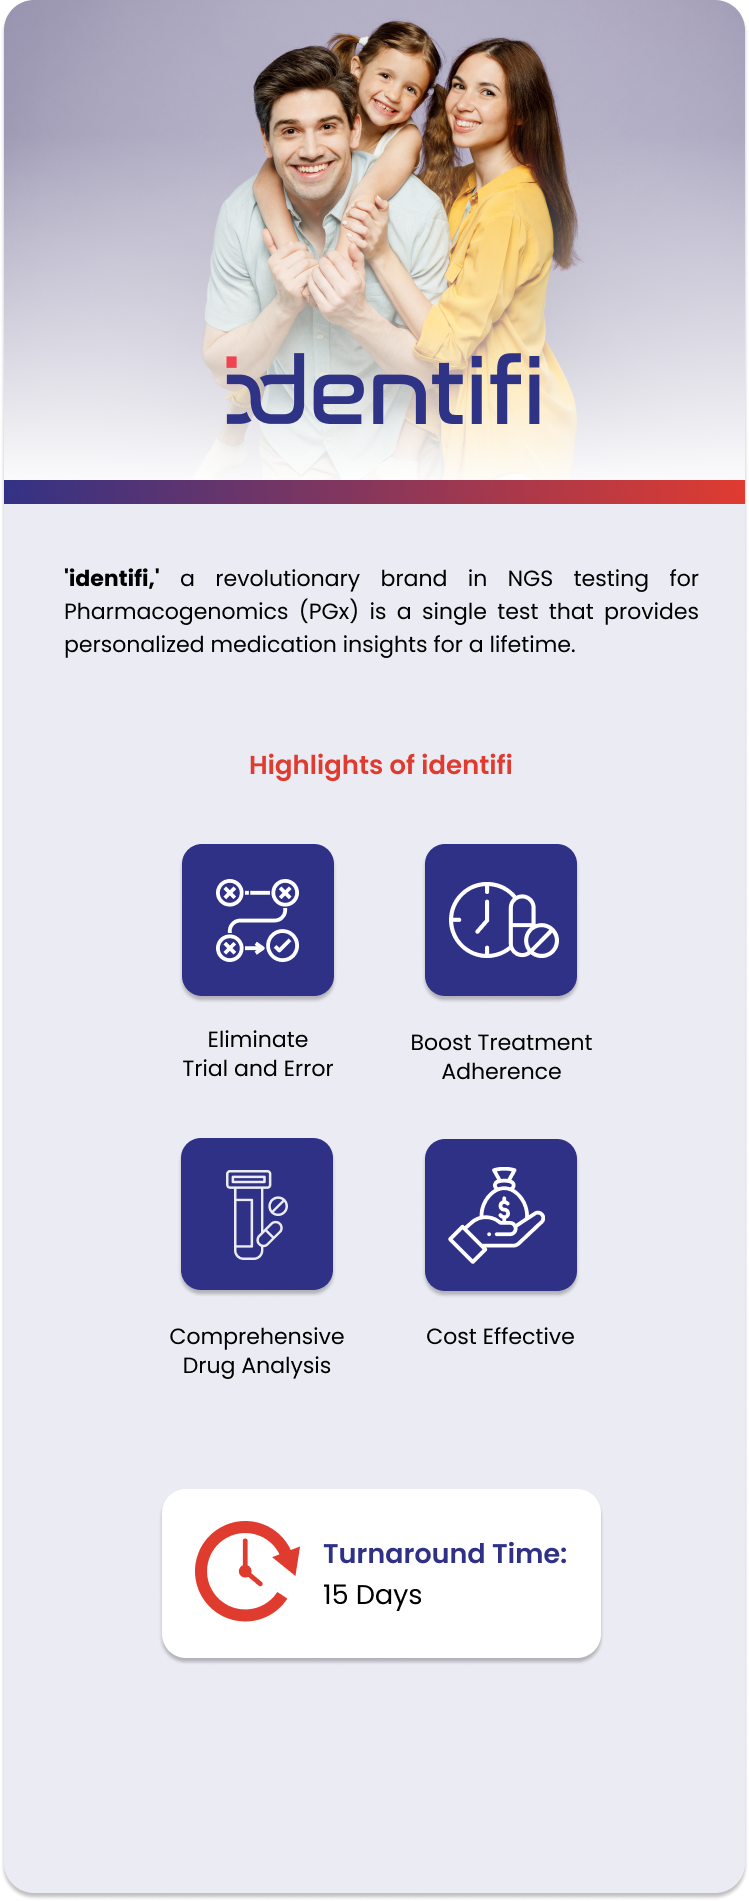 identifi
'identifi,' a revolutionary brand in NGS testing for
Pharmacogenomics (PGx) is a single test that provides
personalized medication insights for a lifetime.
Highlights of identifi
Eliminate
Trial and Error
Boost Treatment
Adherence
$
Comprehensive
Drug Analysis
Cost Effective
Turnaround Time:
15 Days